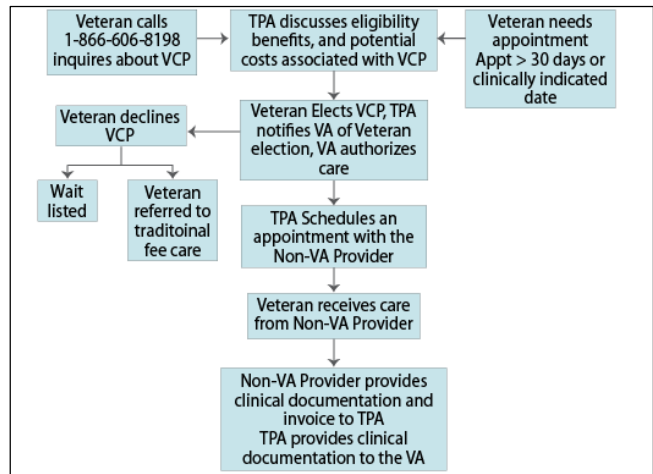 Veteran calls
1-866-606-8198
inquires about VCP
TPA discusses eligibility
benefits, and potential
costs associated with VCP
Veteran needs
appointment
Appt > 30 days or
clinically indicated
date
Veteran declines
VCP
Veteran Elects VCP, TPA
notifies VA of Veteran
election, VA authorizes
care
Wait
listed
Veteran
referred to
traditoinal
fee care
TPA Schedules an
appointment with the
Non-VA Provider
Veteran receives care
from Non-VA Provider
Non-VA Provider provides
clinical documentation and
invoice to TPA
TPA provides clinical
documentation to the VA